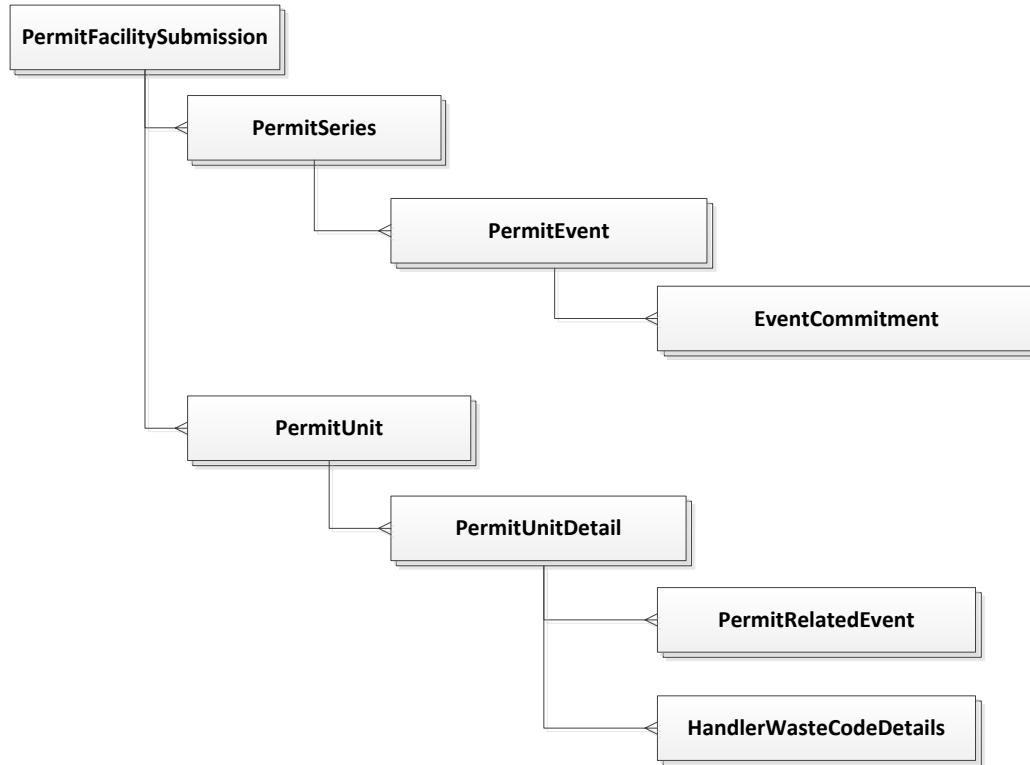 PermitFacilitySubmission
PermitSeries
PermitEvent
EventCommitment
PermitUnit
PermitUnitDetail
PermitRelatedEvent
HandlerWasteCodeDetails